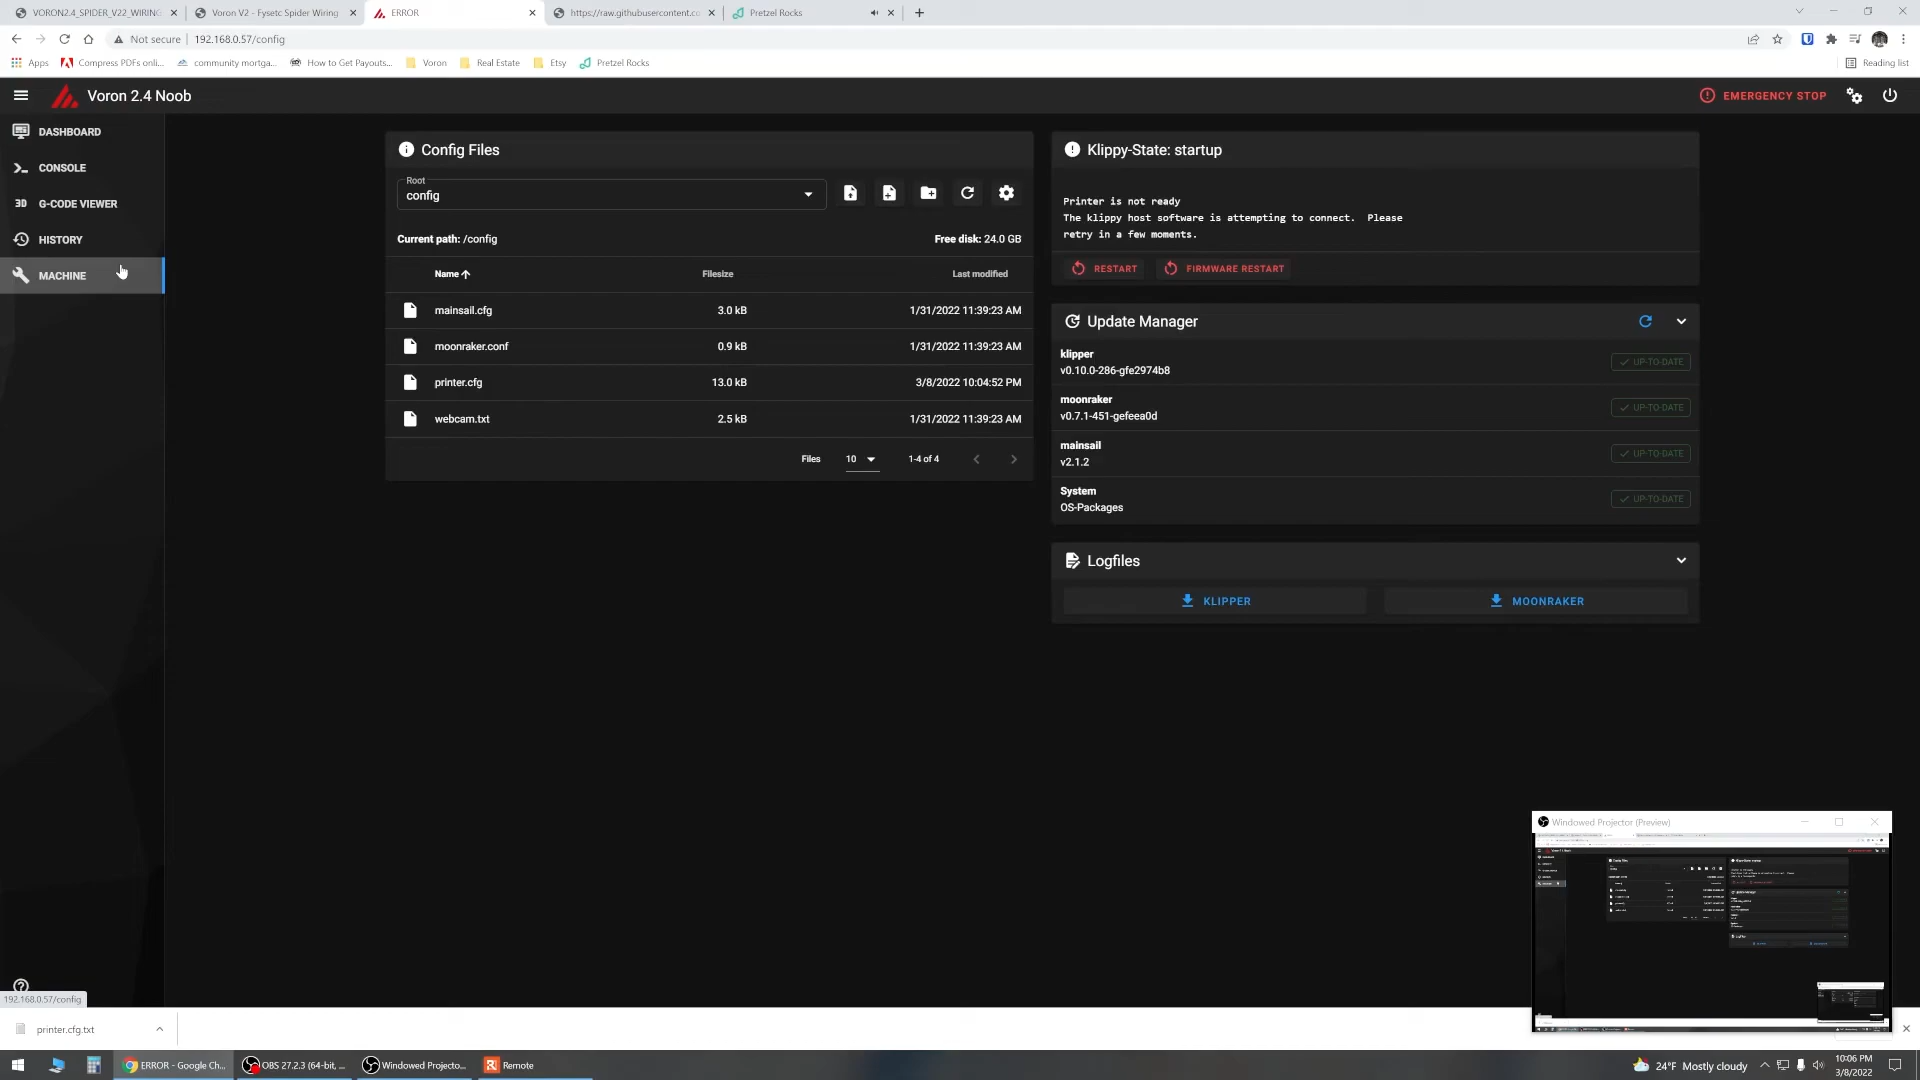 VORON2.4_SPIDER_V22_WIRING
Voron V2 - Fysetc Spider Wiring
ERROR
https://raw.githubusercontent.co
Pretzel Rocks
Not secure
192.168.0.57/config
Apps
Compress PDFs onli...
community mortga...
How to Get Payouts...
Voron
Real Estate
Etsy
Pretzel Rocks
Reading list
Voron 2.4 Noob
EMERGENCY STOP
DASHBOARD
CONSOLE
3D G-CODE VIEWER
HISTORY
MACHINE
Config Files
Root
config
Current path: /config
Free disk: 24.0 GB
Name
Filesize
Last modified
mainsail.cfg 3.0 kB 1/31/2022 11:39:23 AM
moonraker.conf 0.9 kB 1/31/2022 11:39:23 AM
printer.cfg 13.0 kB 3/8/2022 10:04:52 PM
webcam.txt 2.5 kB 1/31/2022 11:39:23 AM
Files 10 1-4 of 4
Klippy-State: startup
Printer is not ready
The klippy host software is attempting to connect. Please
retry in a few moments.
RESTART
FIRMWARE RESTART
Update Manager
klipper
v0.10.0-286-gfe2974b8
UP-TO-DATE
moonraker
v0.7.1-451-gefeea0d
UP-TO-DATE
mainsail
v2.1.2
UP-TO-DATE
System
OS-Packages
UP-TO-DATE
Logfiles
KLIPPER
MOONRAKER
Windowed Projector (Preview)
192.168.0.57/config
printer.cfg.txt
ERROR - Google Ch...
OBS 27.2.3 (64-bit, ...
Windowed Projecto...
Remote
24°F Mostly cloudy
10:06 PM
3/8/2022